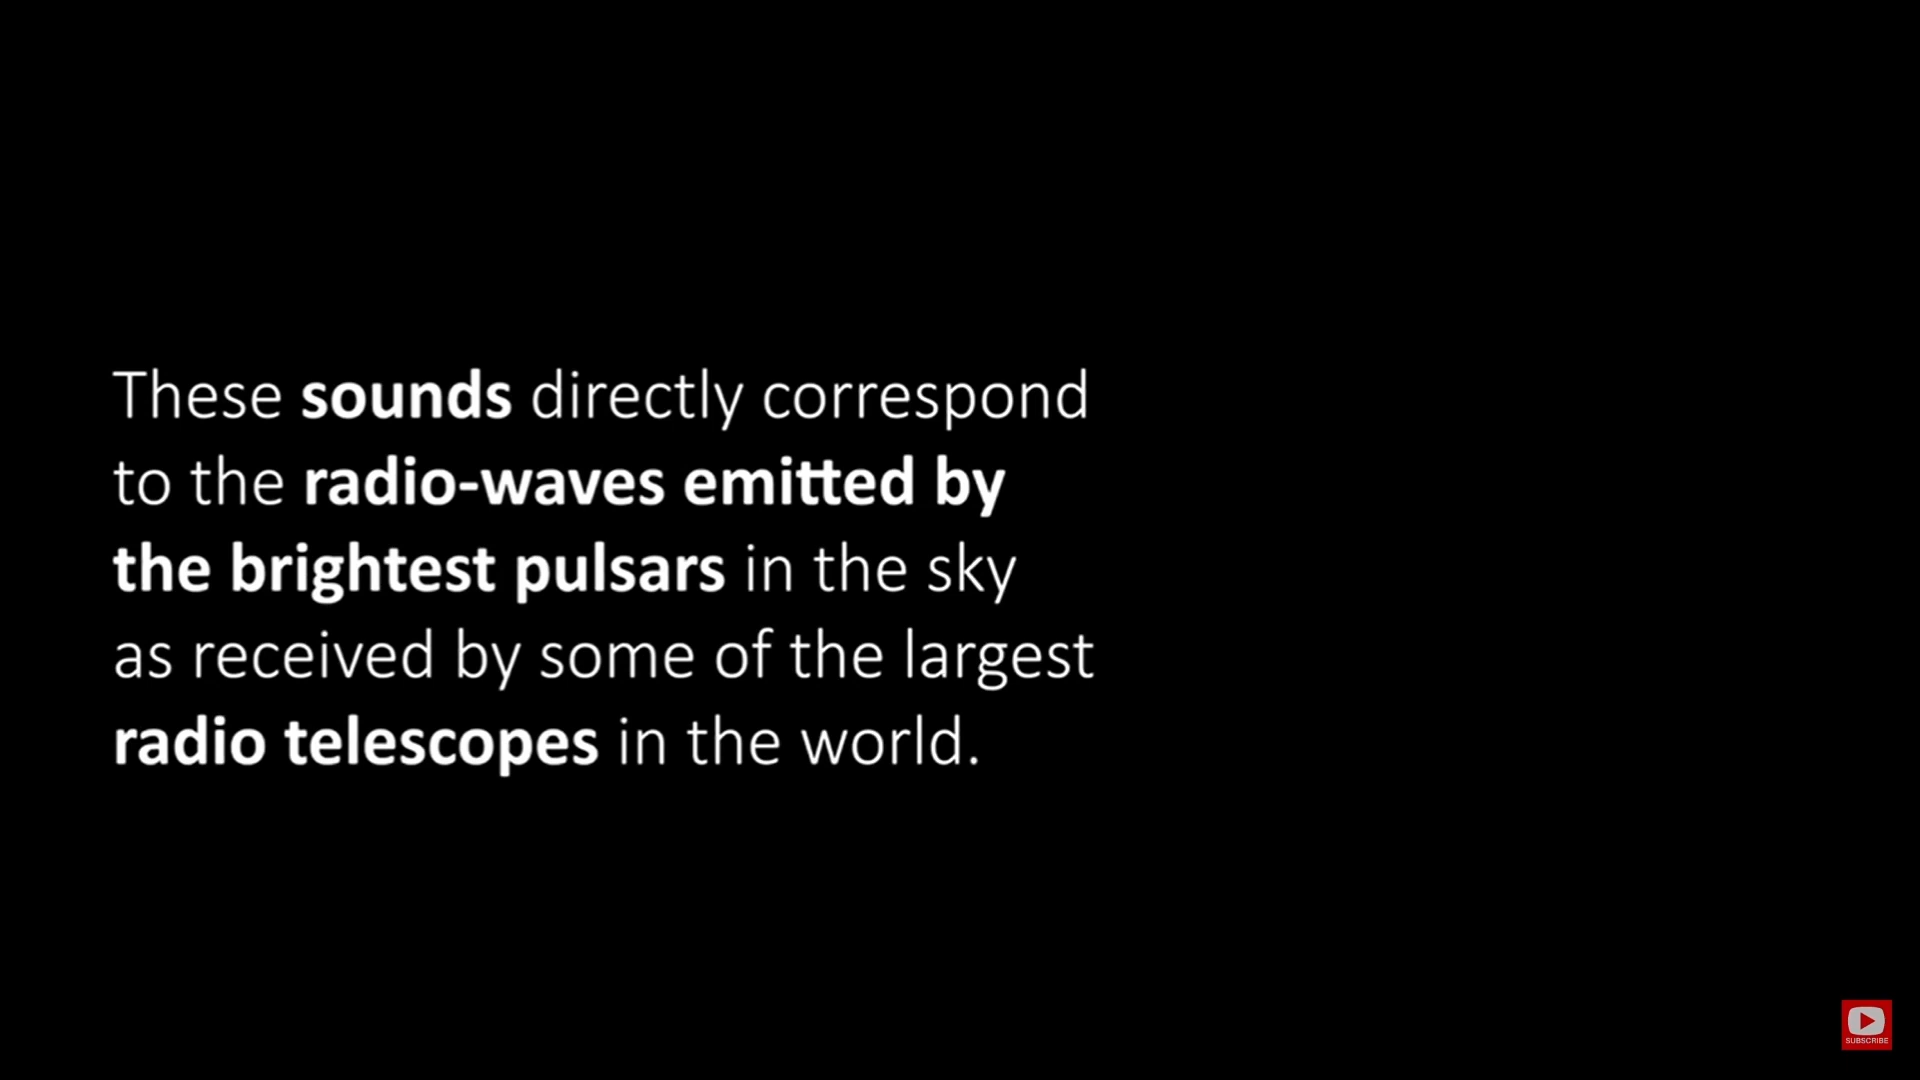 These sounds directly correspond
to the radio-waves emitted by
the brightest pulsars in the sky
as received by some of the largest
radio telescopes in the world.
SUBSCRIBE